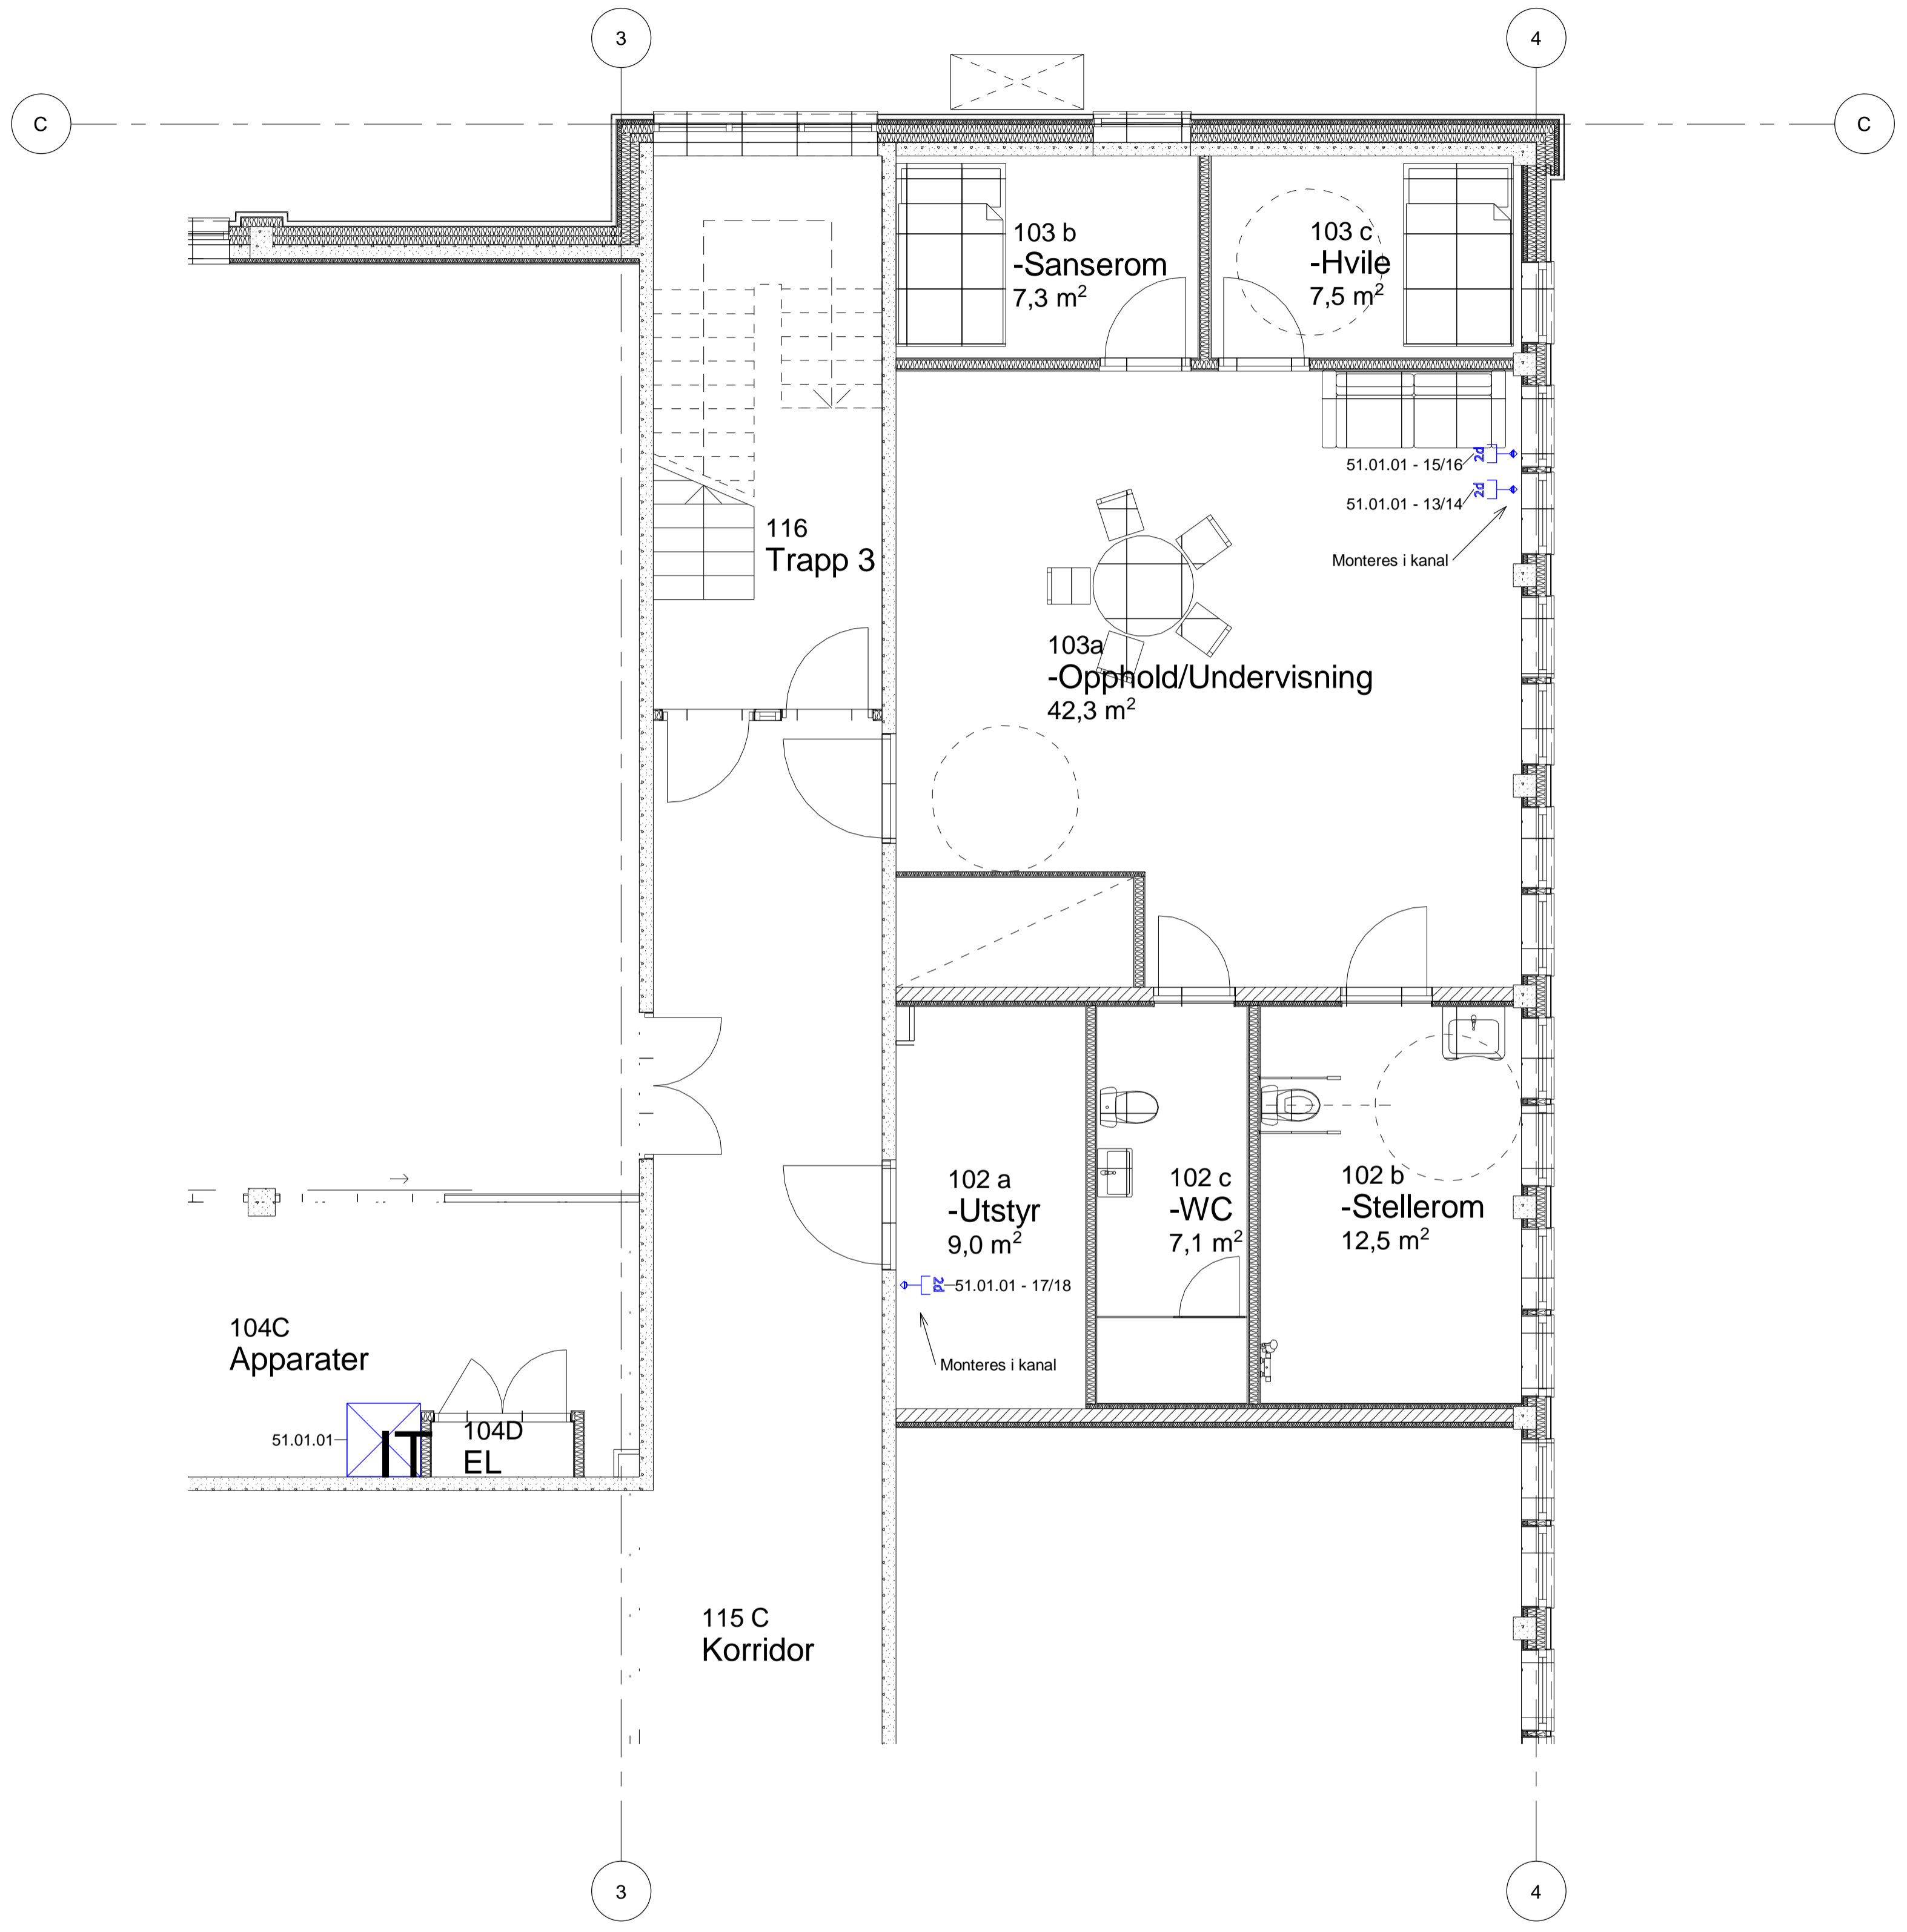 3
4
C
C
103 b
-Sanserom
7,3 m²
103 c
-Hvile
7,5 m²
2d
51.01.01 - 15/16
2d
51.01.01 - 13/14
Monteres i kanal
116
Trapp 3
103a
-Opphold/Undervisning
42,3 m²
102 a
-Utstyr
9,0 m²
102 c
-WC
7,1 m²
102 b
-Stellerom
12,5 m²
2d
51.01.01 - 17/18
Monteres i kanal
104C
Apparater
51.01.01
IT
104D
EL
115 C
Korridor
3
4